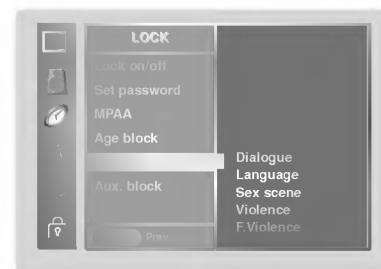 LOCK
Lock on/off
Set password
MPAA
Age block
Aux. block
Prev
Dialogue
Language
Sex scene
Violence
F.Violence